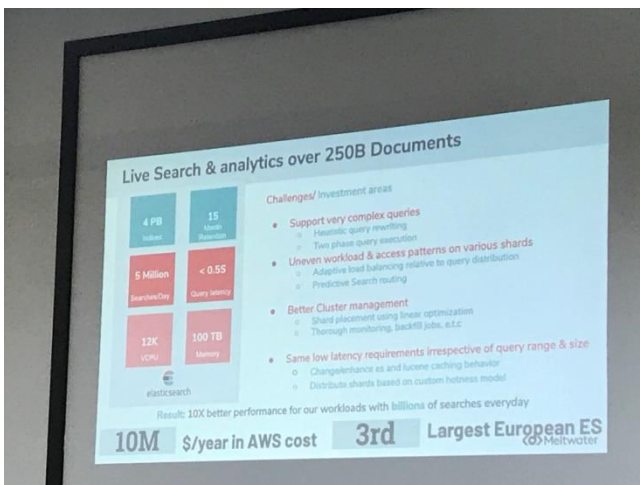 Live Search & analytics over 250B Documents
4 PB
15
Month
Retention
5 Million
Searches/Day
< 0.5S
Query latency
12K
VCPU
100 TB
Memory
elasticsearch
Challenges/ Investment areas
Support very complex queries
Heuristic query rewriting
Two phase query execution
Uneven workload & access patterns on various shards
Adaptive load balancing relative to query distribution
Predictive Search routing
Better Cluster management
Shard placement using linear optimization
Thorough monitoring, backfill jobs, e.t.c
Same low latency requirements irrespective of query range & size
Change/enhance es and lucene caching behavior
Distribute shards based on custom hotness model
Result: 10X better performance for our workloads with billions of searches everyday
10M $/year in AWS cost
3rd Largest European ES
Meltwater